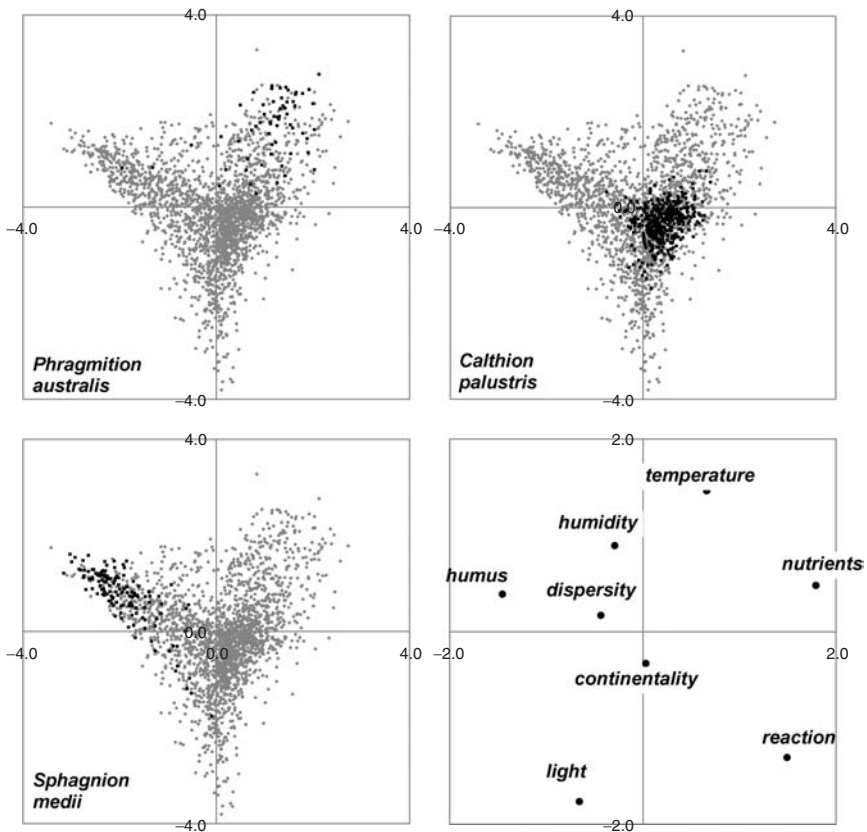 4.0
−4.0
4.0
Phragmition
australis
−4.0
4.0
0.0
−4.0
4.0
Calthion
palustris
−4.0
4.0
0.0
−4.0
0.0
4.0
Sphagnion
medii
−4.0
2.0
temperature
humidity
nutrients
humus
dispersity
-2.0
2.0
continentality
reaction
light
−2.0